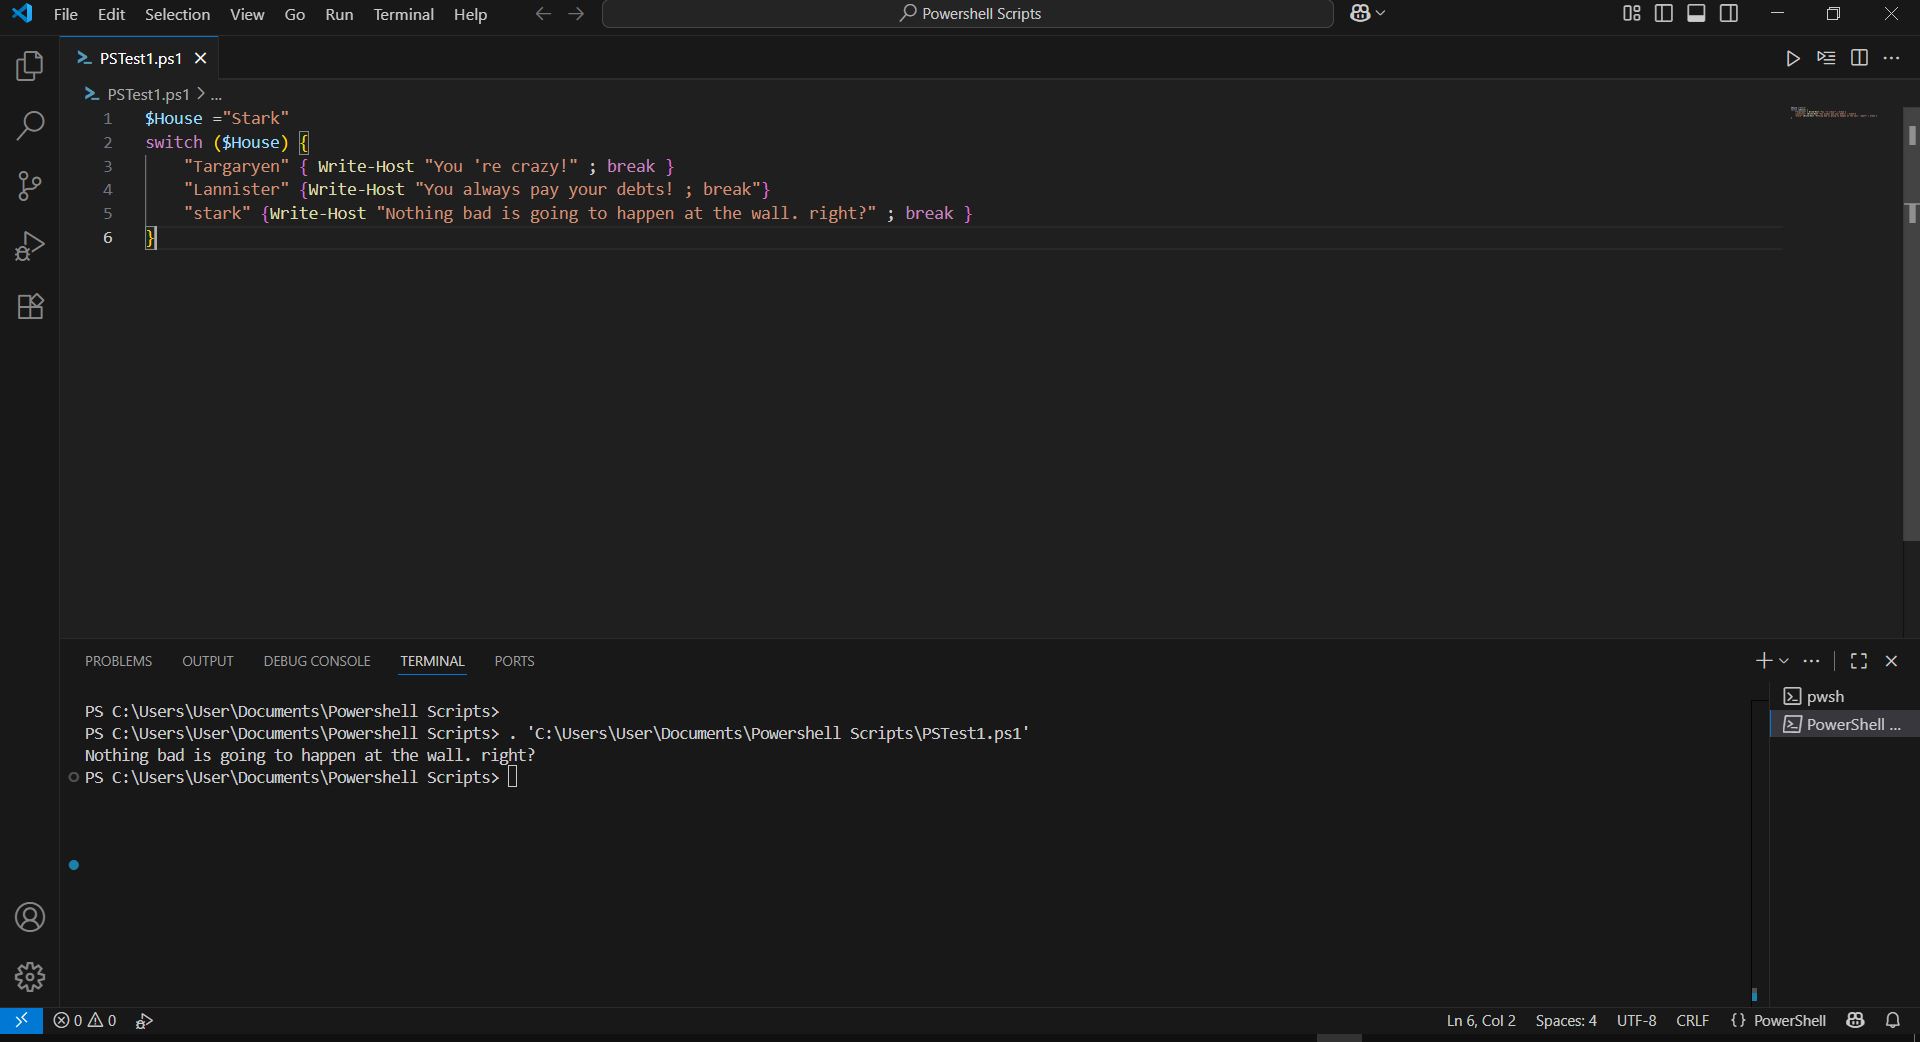 File Edit Selection View Go Run Terminal Help
Powershell Scripts
PSTest1.ps1
PSTest1.ps1 > ...
1 $House ="Stark"
2 switch ($House) {
3 "Targaryen" { Write-Host "You 're crazy!" ; break }
4 "Lannister" {Write-Host "You always pay your debts! ; break"}
5 "stark" {Write-Host "Nothing bad is going to happen at the wall. right?" ; break }
6 }
PROBLEMS OUTPUT DEBUG CONSOLE TERMINAL PORTS
PS C:\Users\User\Documents\Powershell Scripts>
PS C:\Users\User\Documents\Powershell Scripts> . 'C:\Users\User\Documents\Powershell Scripts\PSTest1.ps1'
Nothing bad is going to happen at the wall. right?
PS C:\Users\User\Documents\Powershell Scripts>
pwsh
PowerShell ...
0 0
Ln 6, Col 2 Spaces: 4 UTF-8 CRLF {} PowerShell